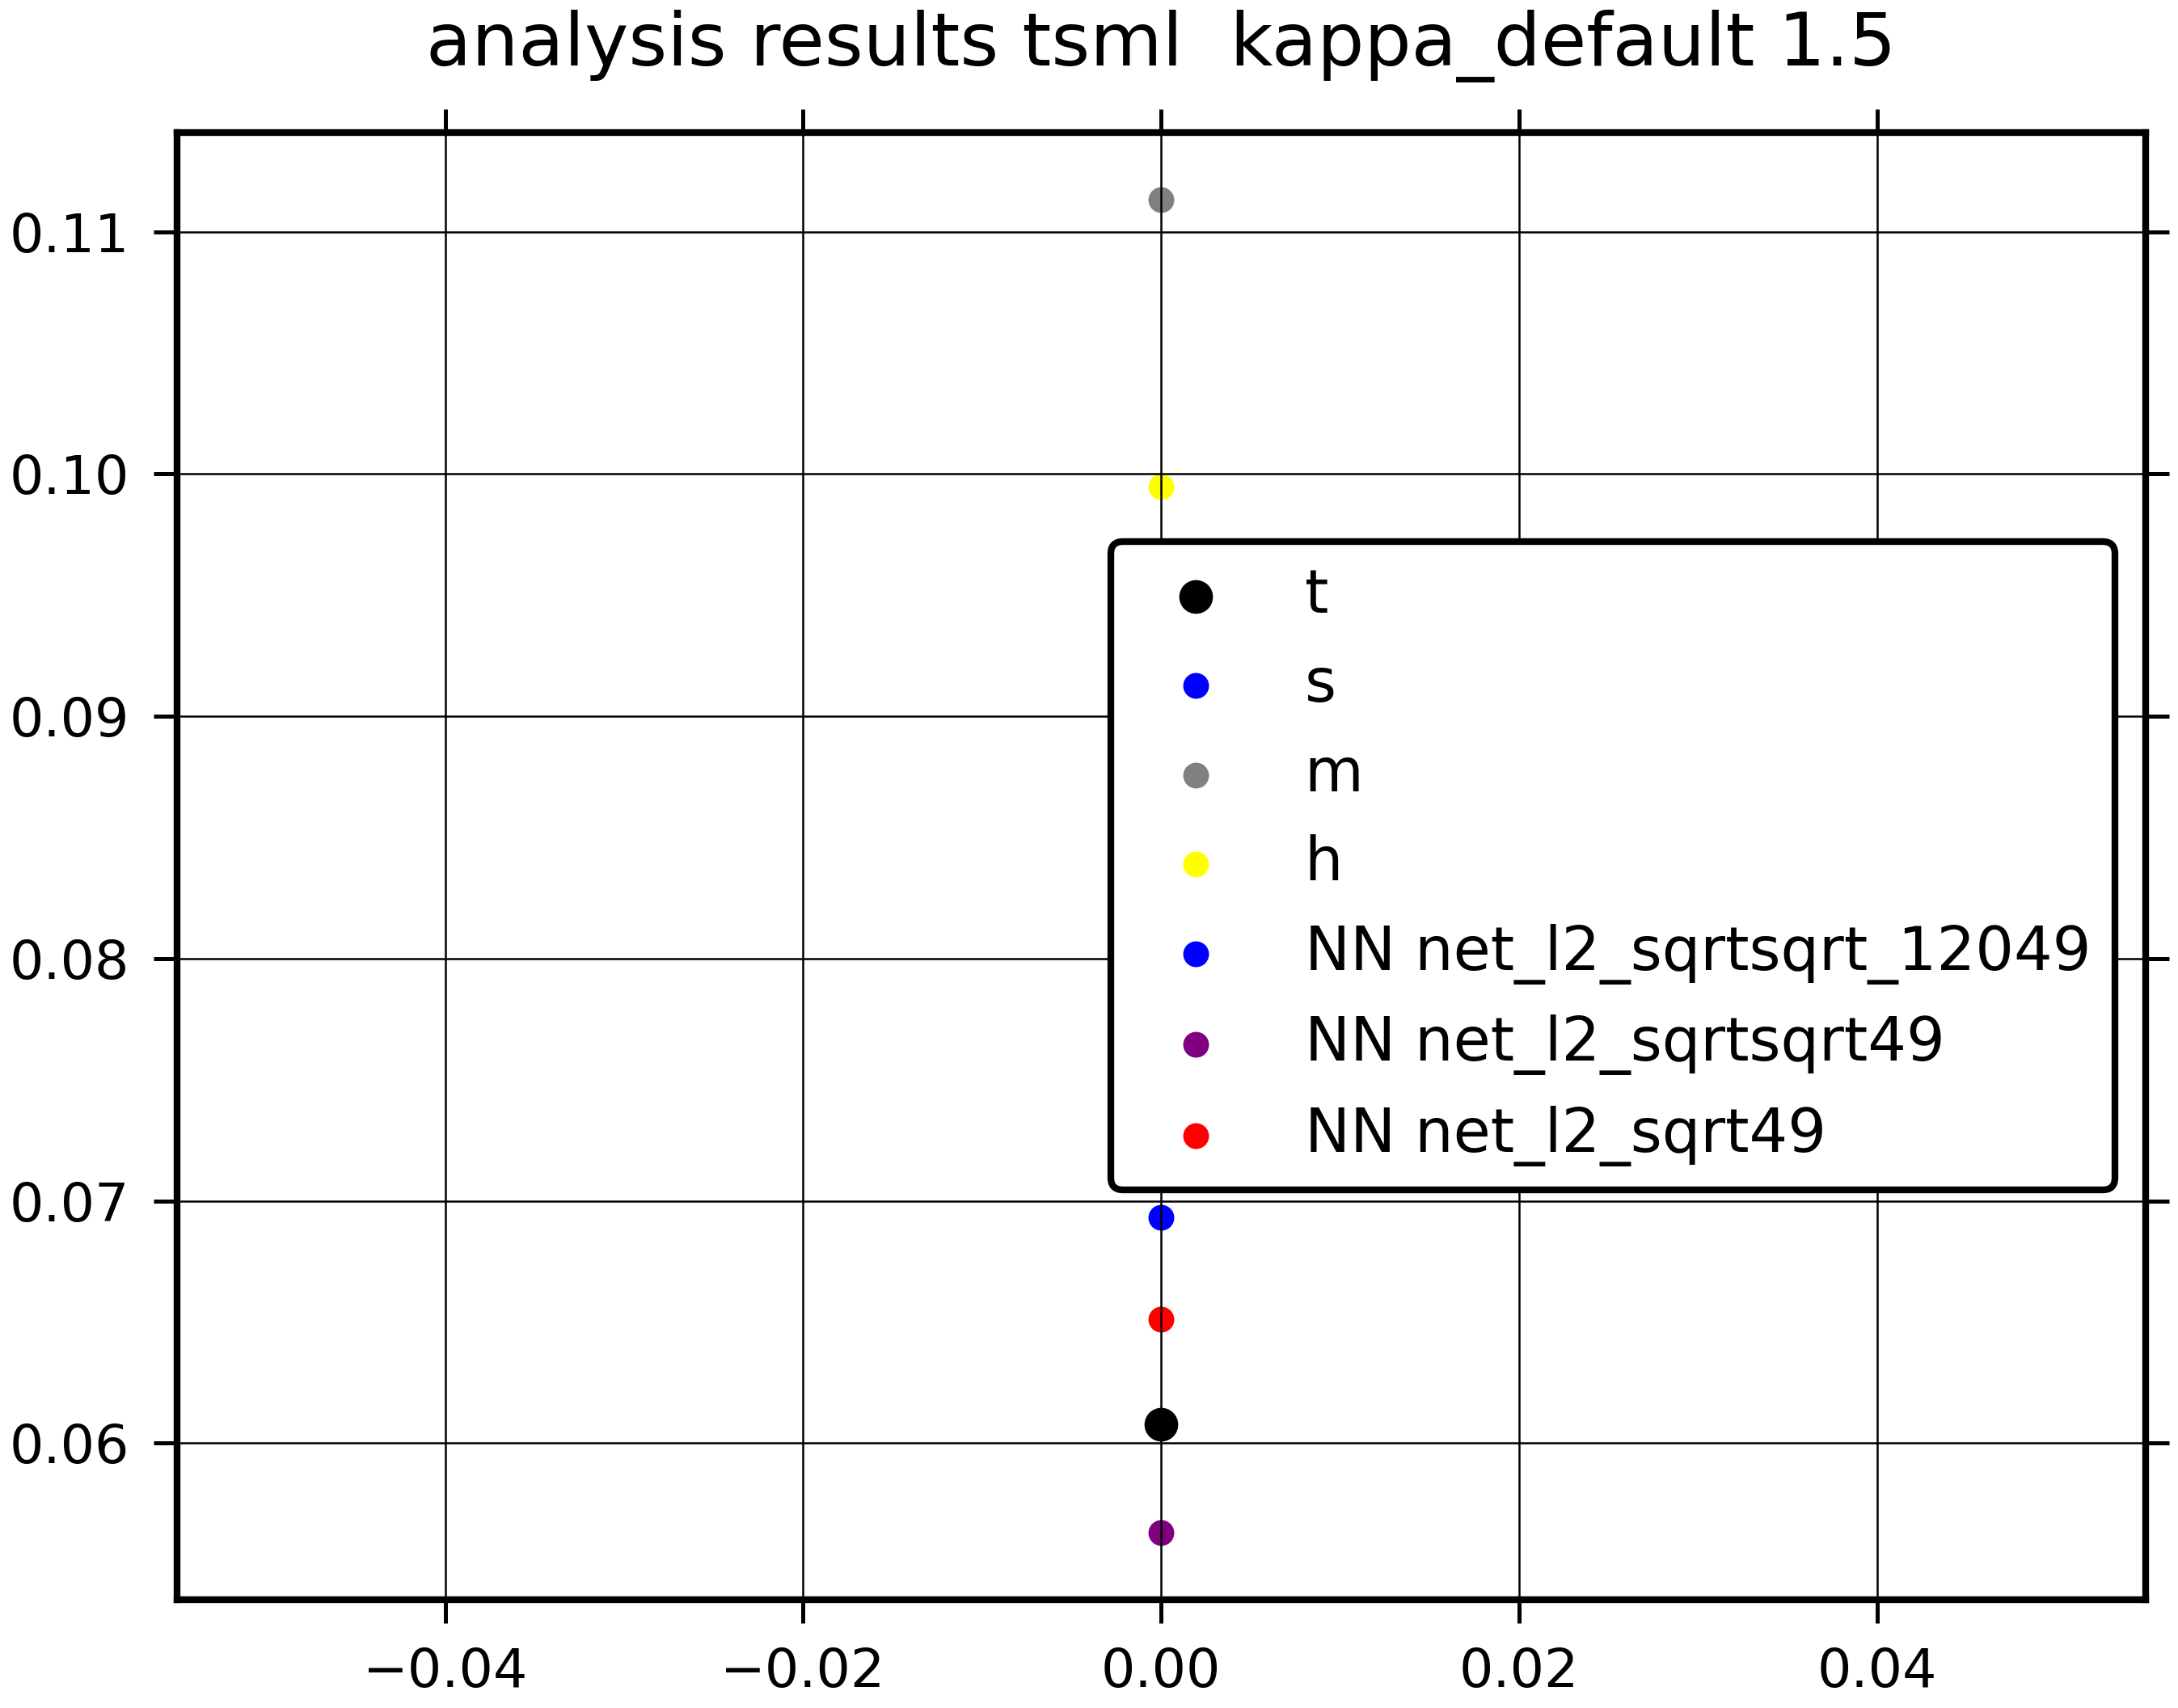 analysis results tsml  kappa_default 1.5
0.11
0.10
0.09
0.08
0.07
0.06
t
s
m
h
NN net_l2_sqrtsqrt_12049
NN net_l2_sqrtsqrt49
NN net_l2_sqrt49
−0.04
−0.02
0.00
0.02
0.04